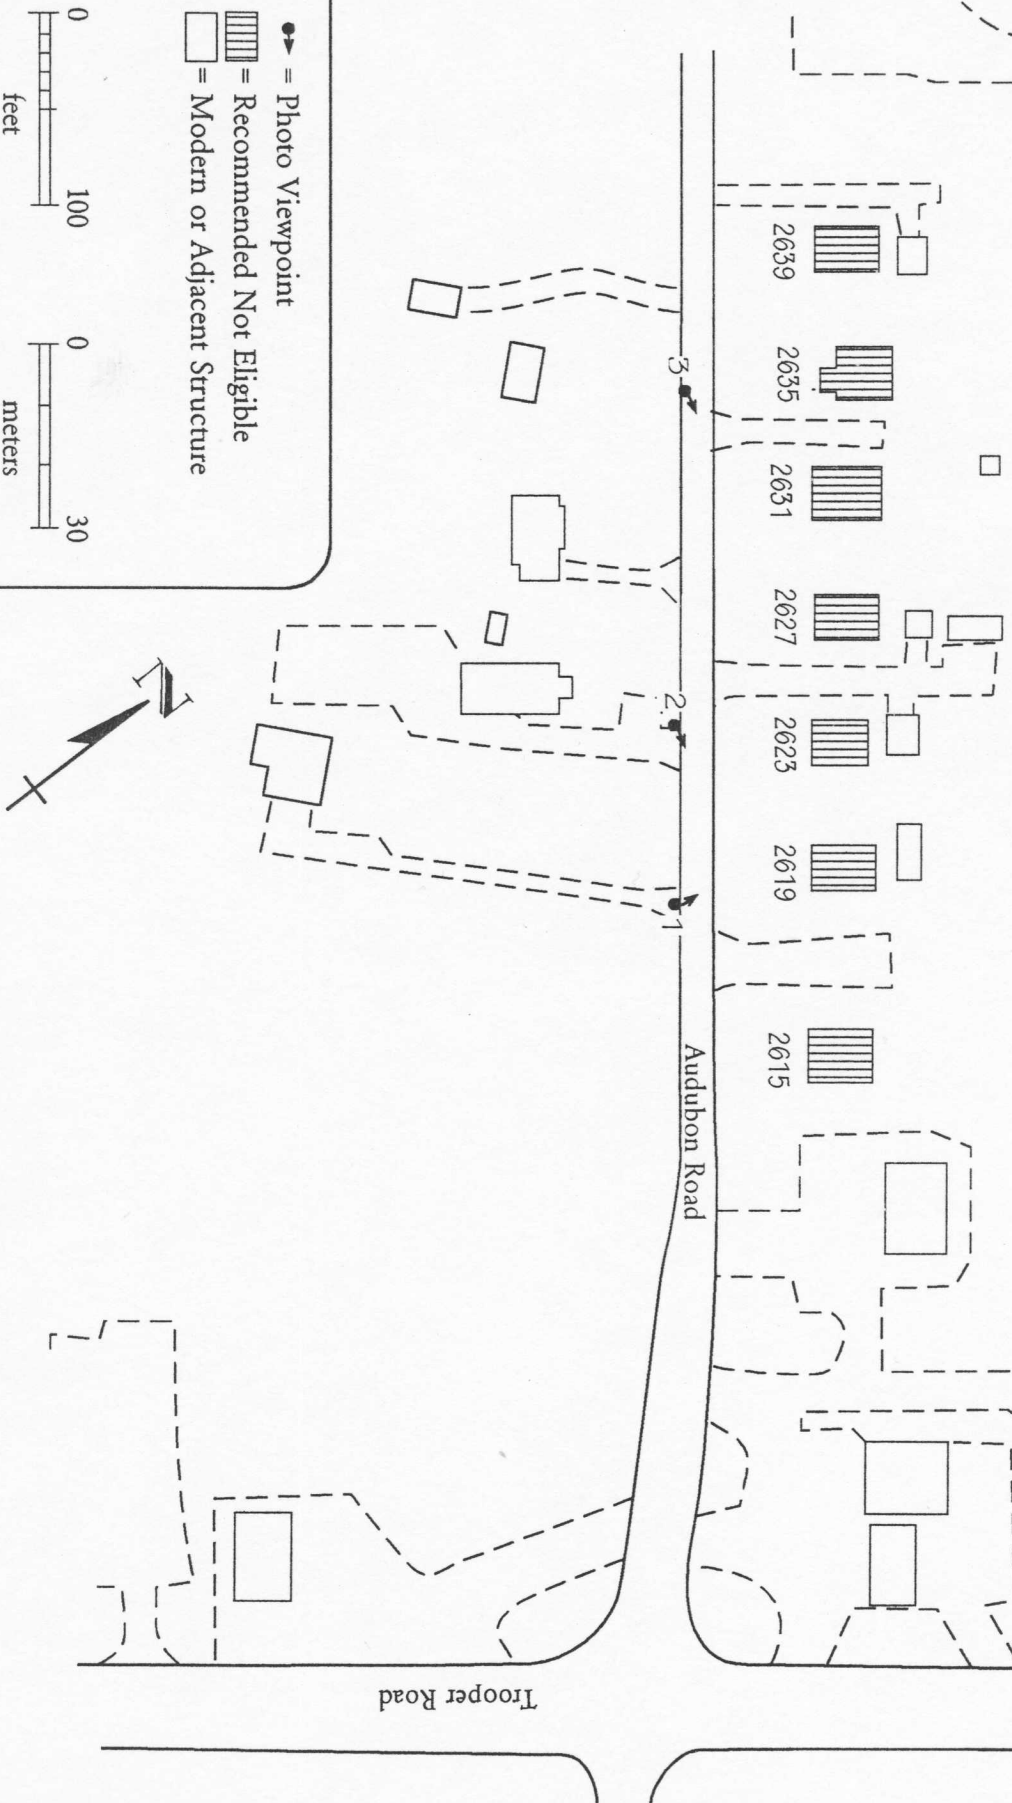 2639
2635
2631
2627
2623
2619
2615
3
2
1
Audubon Road
Trooper Road
N
= Photo Viewpoint
= Recommended Not Eligible
= Modern or Adjacent Structure
0 100
feet
0 30
meters